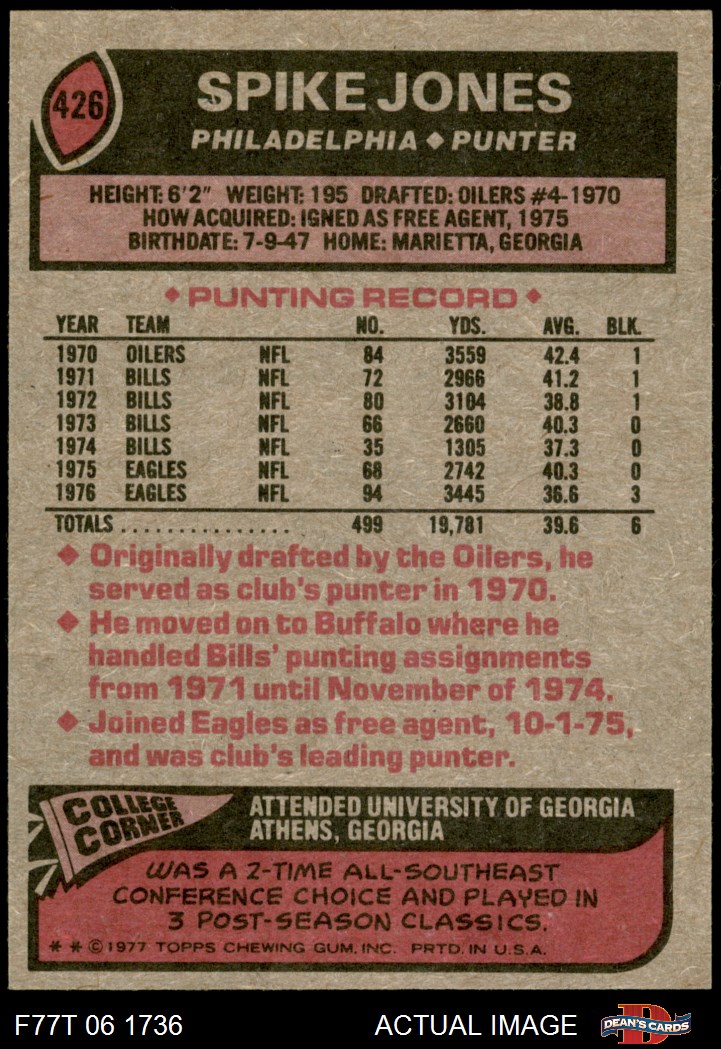 426
SPIKE JONES
PHILADELPHIA ◆ PUNTER
HEIGHT: 6'2" WEIGHT: 195 DRAFTED: OILERS #4-1970
HOW ACQUIRED: IGNED AS FREE AGENT, 1975
BIRTHDATE: 7-9-47 HOME: MARIETTA, GEORGIA
◆ PUNTING RECORD ◆
YEAR TEAM NO. YDS. AVG. BLK.
1970 OILERS NFL 84 3559 42.4 1
1971 BILLS NFL 72 2966 41.2 1
1972 BILLS NFL 80 3104 38.8 1
1973 BILLS NFL 66 2660 40.3 0
1974 BILLS NFL 35 1305 37.3 0
1975 EAGLES NFL 68 2742 40.3 0
1976 EAGLES NFL 94 3445 36.6 3
TOTALS ................ 499 19,781 39.6 6
◆ Originally drafted by the Oilers, he
served as club's punter in 1970.
◆ He moved on to Buffalo where he
handled Bills' punting assignments
from 1971 until November of 1974.
◆ Joined Eagles as free agent, 10-1-75,
and was club's leading punter.
COLLEGE
CORNER
ATTENDED UNIVERSITY OF GEORGIA
ATHENS, GEORGIA
WAS A 2-TIME ALL-SOUTHEAST
CONFERENCE CHOICE AND PLAYED IN
3 POST-SEASON CLASSICS.
* * © 1977 TOPPS CHEWING GUM, INC. PRTD. IN U.S.A.
F77T 06 1736 ACTUAL IMAGE
B
DEAN'S CARDS